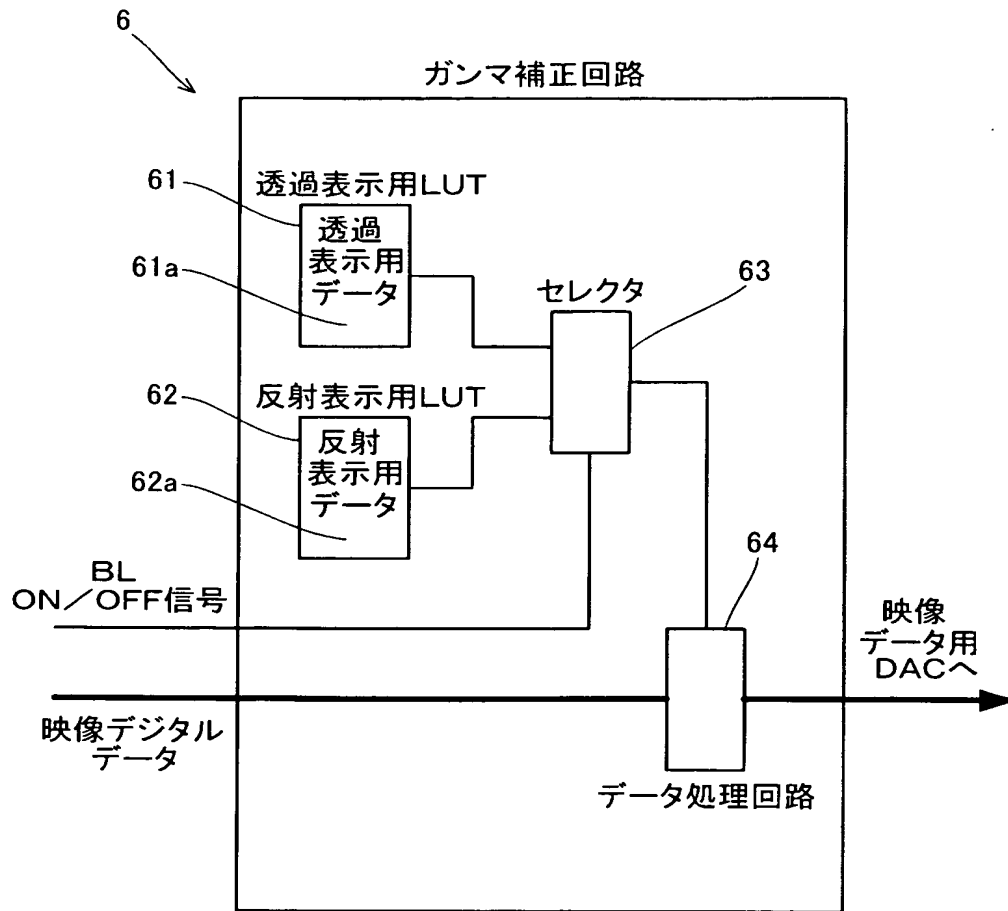 6
ガンマ補正回路
61
透過表示用LUT
透過
表示用
データ
61a
セレクタ
63
62
反射表示用LUT
反射
表示用
データ
62a
BL
ON/OFF信号
64
映像
データ用
DACへ
映像デジタル
データ
データ処理回路